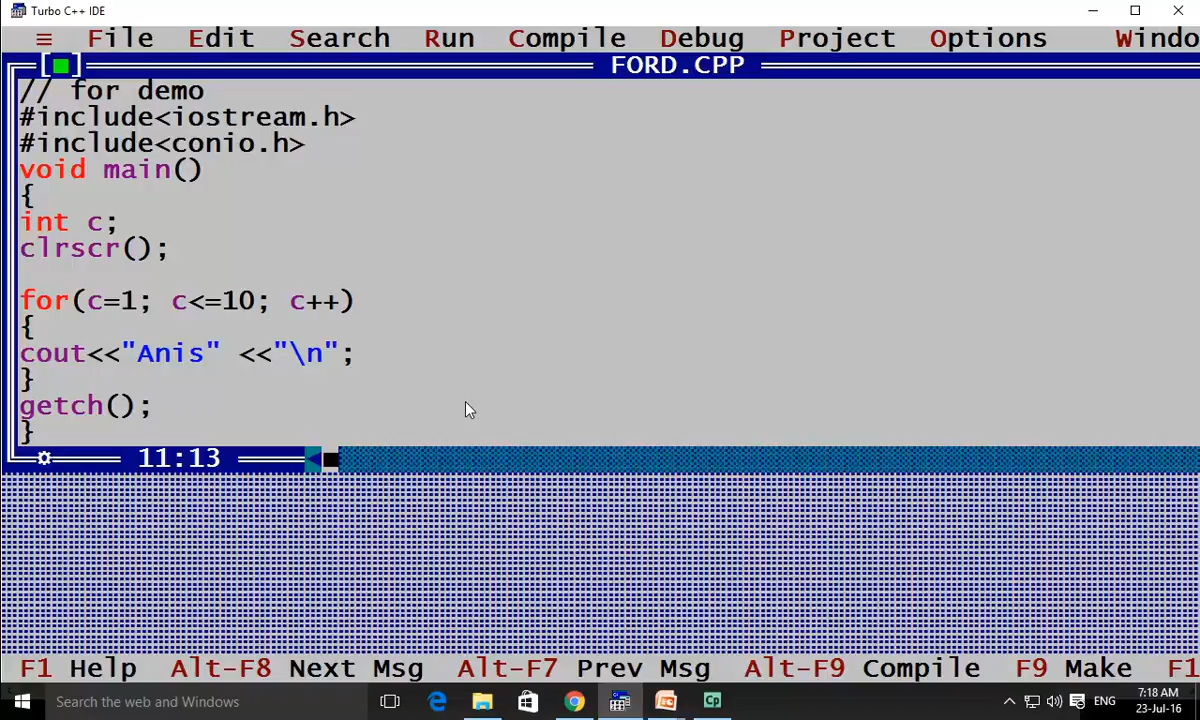 Turbo C++ IDE
≡ File Edit Search Run Compile Debug Project Options Windo
FORD.CPP
// for demo
#include<iostream.h>
#include<conio.h>
void main()
{
int c;
clrscr();
for(c=1; c<=10; c++)
{
cout<<"Anis" <<"\n";
}
getch();
}
11:13
F1 Help Alt-F8 Next Msg Alt-F7 Prev Msg Alt-F9 Compile F9 Make F1
Search the web and Windows
Cp
ENG
7:18 AM
23-Jul-16